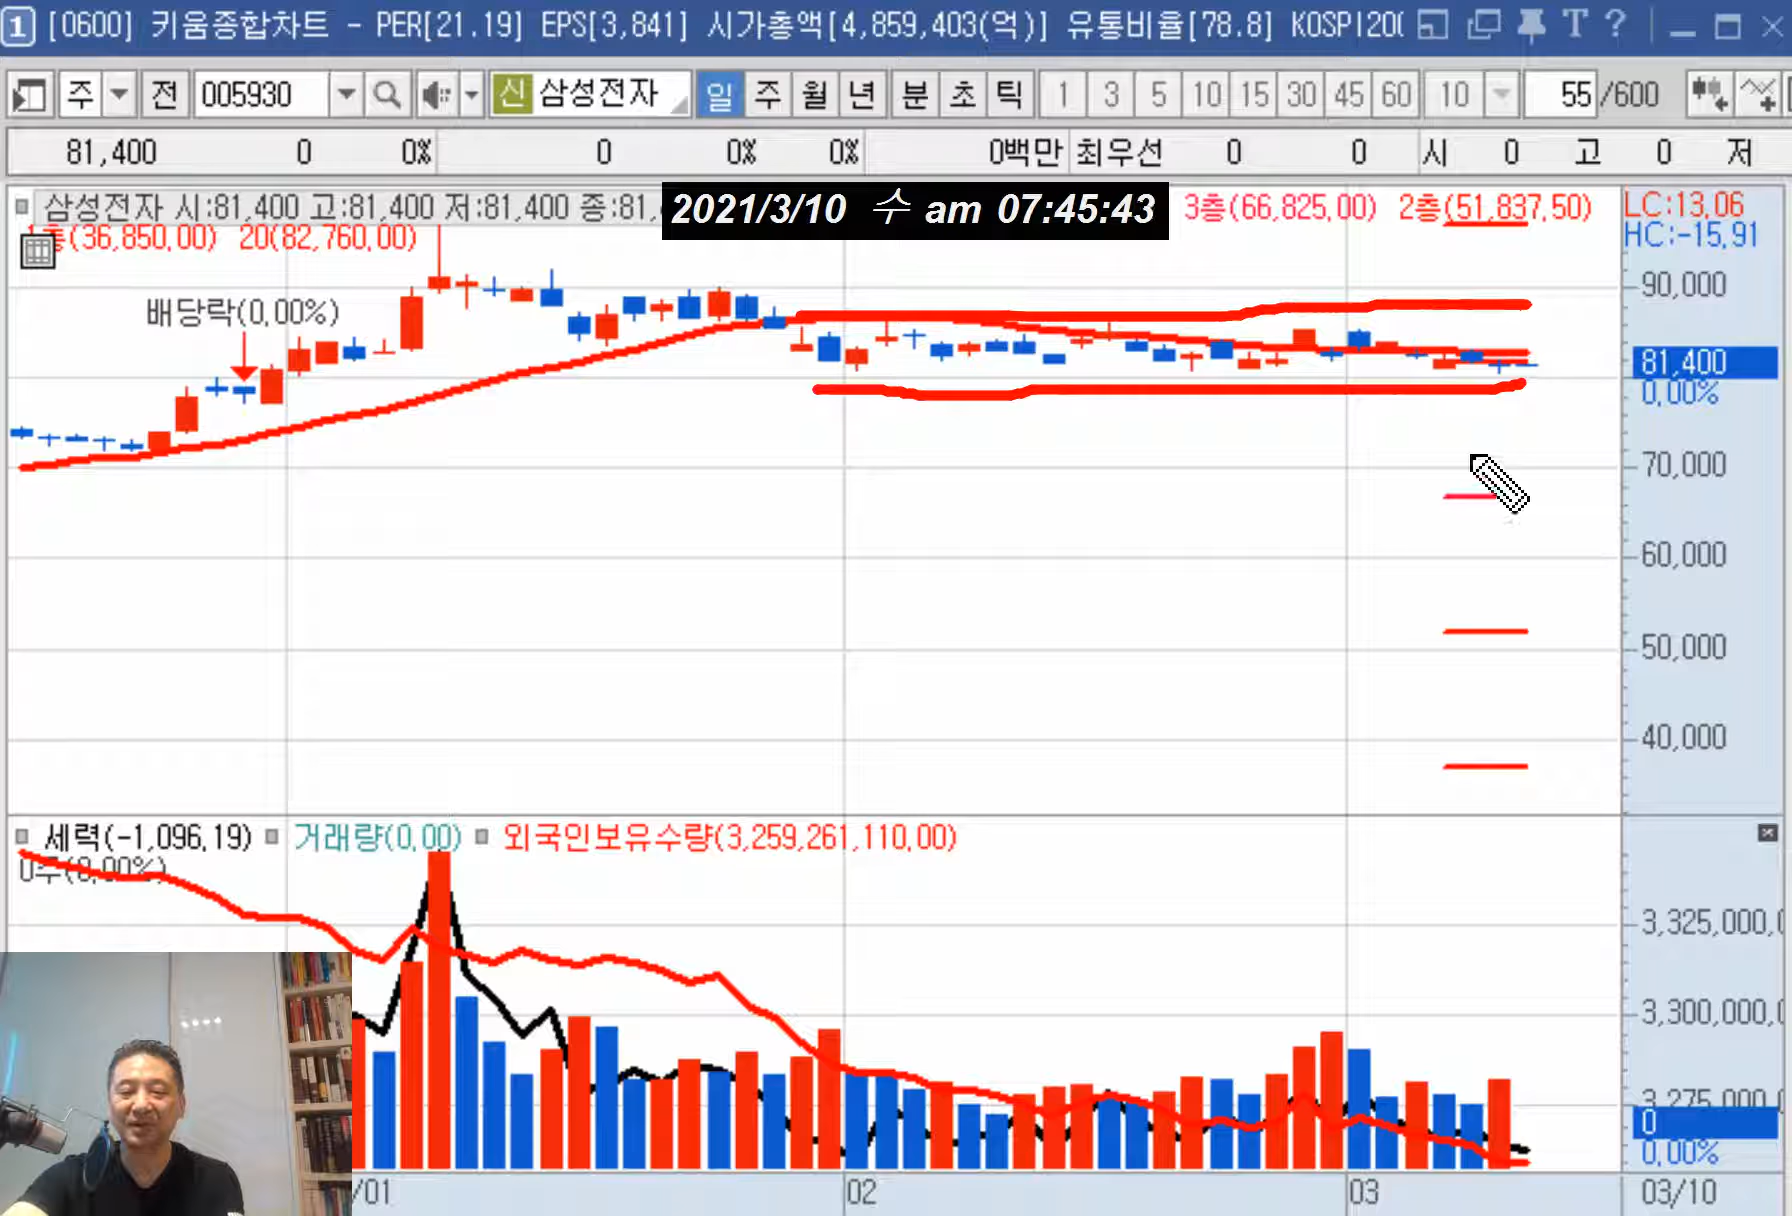 1 [0600] 키움종합차트 - PER[21.19] EPS[3,841] 시가총액[4,859,403(억)] 유통비율[78.8] KOSPI20( T ?
주 전 005930 신 삼성전자 일 주 월 년 분 초 틱 1 3 5 10 15 30 45 60 10 55 /600
81,400 0 0% 0 0% 0% 0백만 최우선 0 0 시 0 고 0 저
삼성전자 시:81,400 고:81,400 저:81,400 종:81, 2021/3/10 수 am 07:45:43 3층(66,825,00) 2층(51,837,50) LC:13,06
1층(36,850,00) 20(82,760,00) HC:-15,91
90,000
배당락(0,00%)
81,400
0,00%
70,000
60,000
50,000
40,000
세력(-1,096,19) 거래량(0,00) 외국인보유수량(3,259,261,110,00)
0주(0,00%)
3,325,000,0
3,300,000,0
3,275,000,0
0
0,00%
/01 02 03 03/10